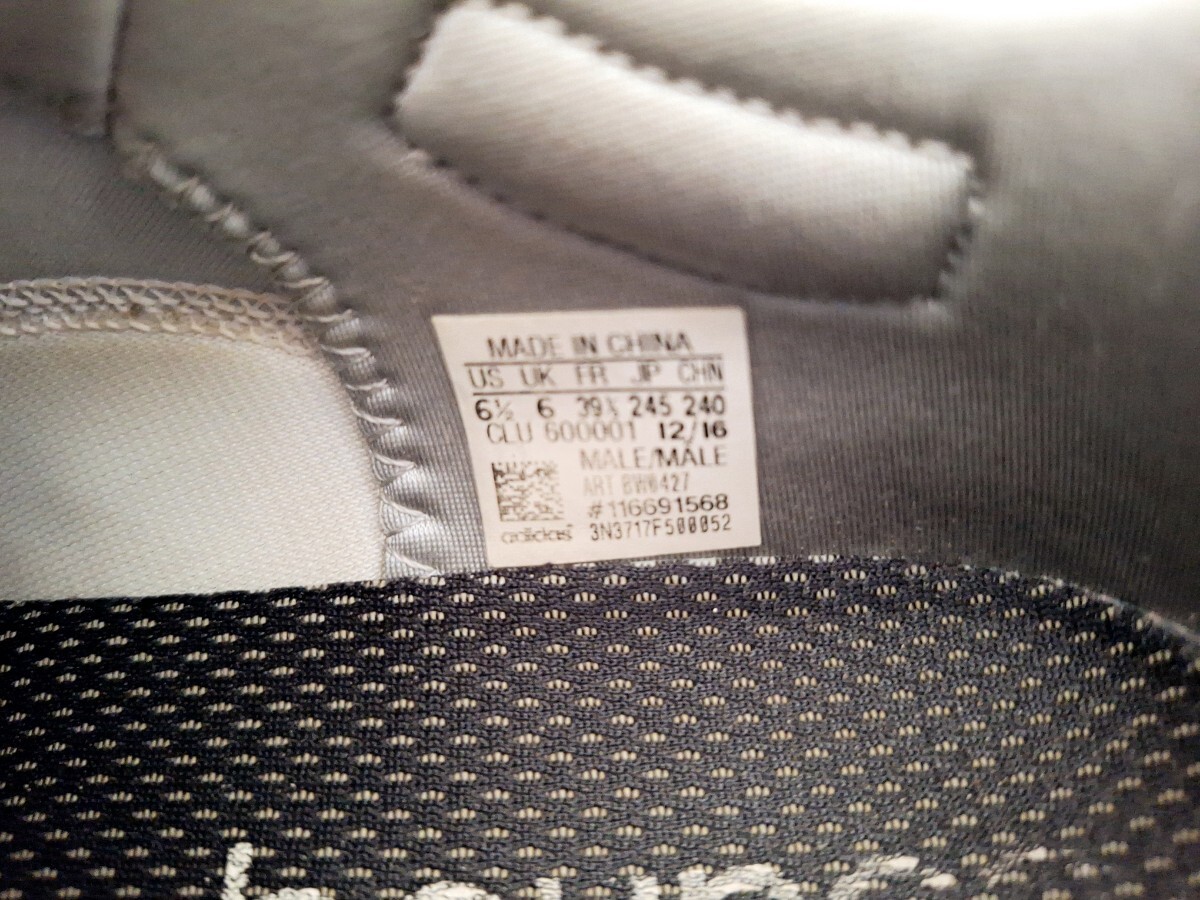 MADE IN CHINA
US UK FR JP CHN
6½ 6 39⅓ 245 240
CLU 600001 12/16
MALE/MALE
ART BW0427
#116691568
adidas 3N3717F500052